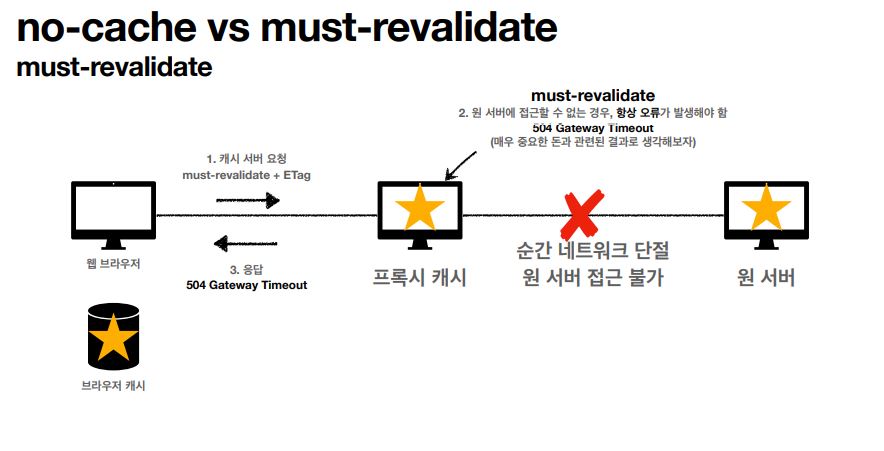 no-cache vs must-revalidate
must-revalidate
must-revalidate
2. 원 서버에 접근할 수 없는 경우, 항상 오류가 발생해야 함
504 Gateway Timeout
(매우 중요한 돈과 관련된 결과로 생각해보자)
1. 캐시 서버 요청
must-revalidate + ETag
웹 브라우저
3. 응답
504 Gateway Timeout
프록시 캐시
순간 네트워크 단절
원 서버 접근 불가
원 서버
브라우저 캐시